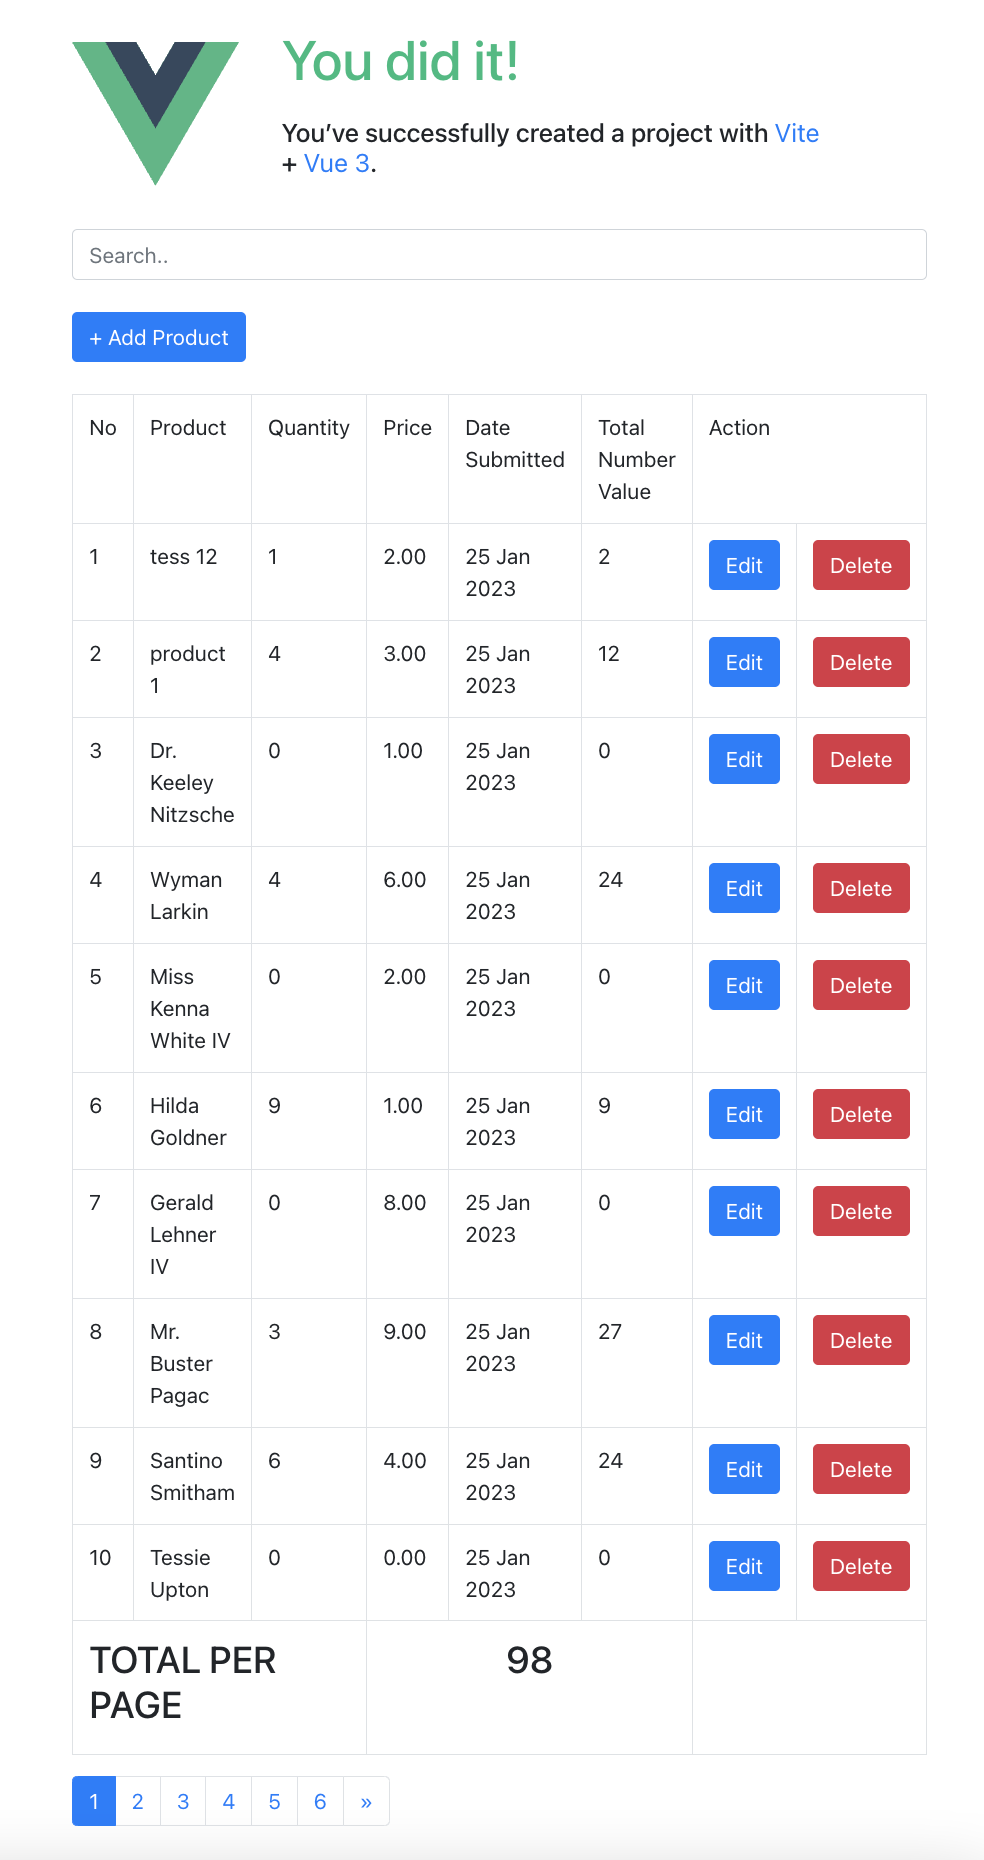 You did it!
You’ve successfully created a project with Vite
+ Vue 3.
Search..
+ Add Product
No Product Quantity Price Date Submitted Total Number Value Action
1 tess 12 1 2.00 25 Jan 2023 2 Edit Delete
2 product 1 4 3.00 25 Jan 2023 12 Edit Delete
3 Dr. Keeley Nitzsche 0 1.00 25 Jan 2023 0 Edit Delete
4 Wyman Larkin 4 6.00 25 Jan 2023 24 Edit Delete
5 Miss Kenna White IV 0 2.00 25 Jan 2023 0 Edit Delete
6 Hilda Goldner 9 1.00 25 Jan 2023 9 Edit Delete
7 Gerald Lehner IV 0 8.00 25 Jan 2023 0 Edit Delete
8 Mr. Buster Pagac 3 9.00 25 Jan 2023 27 Edit Delete
9 Santino Smitham 6 4.00 25 Jan 2023 24 Edit Delete
10 Tessie Upton 0 0.00 25 Jan 2023 0 Edit Delete
TOTAL PER PAGE 98
1 2 3 4 5 6 »